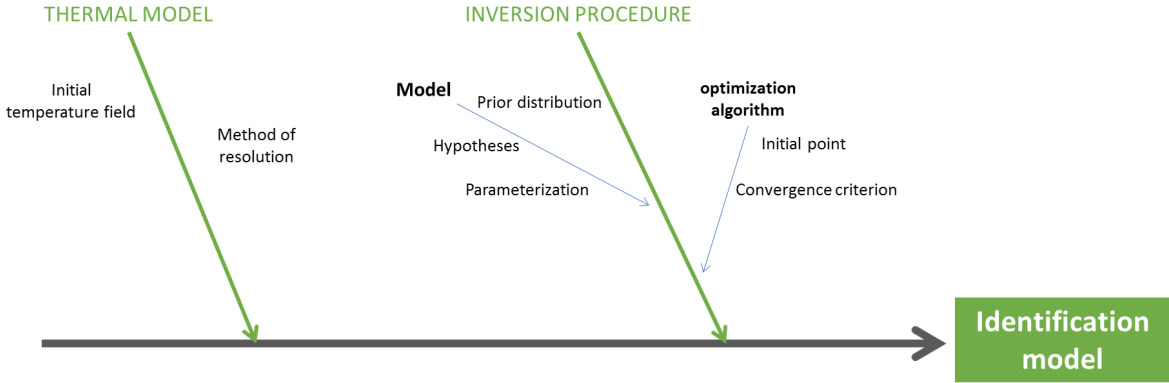 THERMAL MODEL
Initial
temperature field
Method of
resolution
INVERSION PROCEDURE
Model
Prior distribution
Hypotheses
Parameterization
optimization
algorithm
Initial point
Convergence criterion
Identification
model